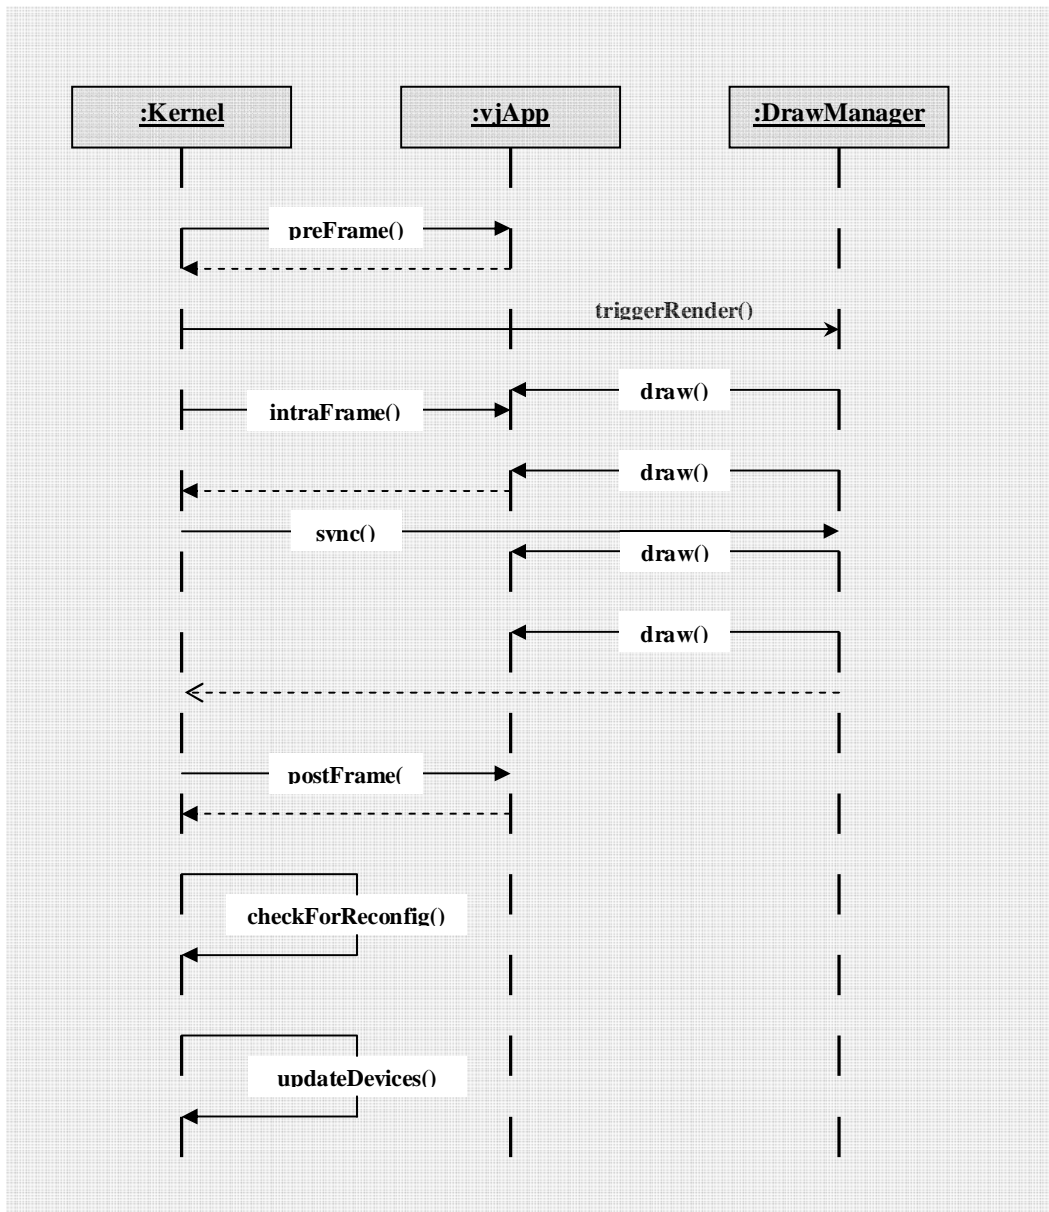 :Kernel
:vjApp
:DrawManager
preFrame()
triggerRender()
draw()
intraFrame()
draw()
sync()
draw()
draw()
postFrame(
checkForReconfig()
updateDevices()